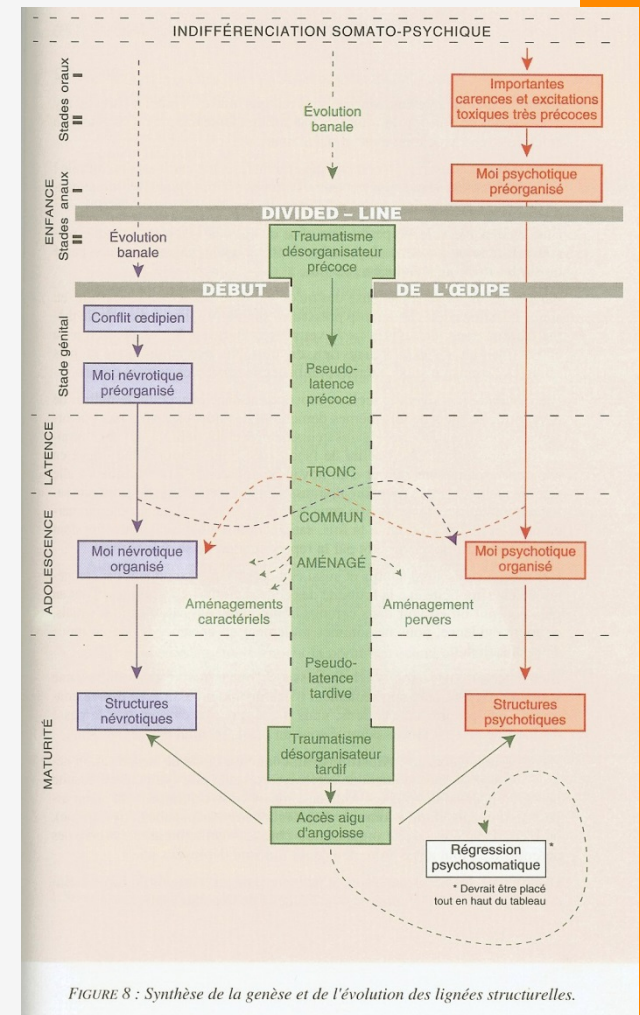 INDIFFÉRENCIATION SOMATO-PSYCHIQUE
ENFANCE
Stades oraux
Stades anaux
Importantes
carences et excitations
toxiques très précoces
Évolution
banale
Moi psychotique
préorganisé
DIVIDED – LINE
Évolution
banale
Traumatisme
désorganisateur
précoce
DÉBUT
DE L'ŒDIPE
Stade génital
Conflit œdipien
Moi névrotique
préorganisé
Pseudo-
latence
précoce
LATENCE
TRONC
COMMUN
AMÉNAGÉ
ADOLESCENCE
Moi névrotique
organisé
Moi psychotique
organisé
Aménagements
caractériels
Aménagement
pervers
MATURITÉ
Pseudo-
latence
tardive
Structures
névrotiques
Structures
psychotiques
Traumatisme
désorganisateur
tardif
Accès aigu
d'angoisse
Régression
psychosomatique
*
* Devrait être placé
tout en haut du tableau
FIGURE 8 : Synthèse de la genèse et de l'évolution des lignées structurelles.